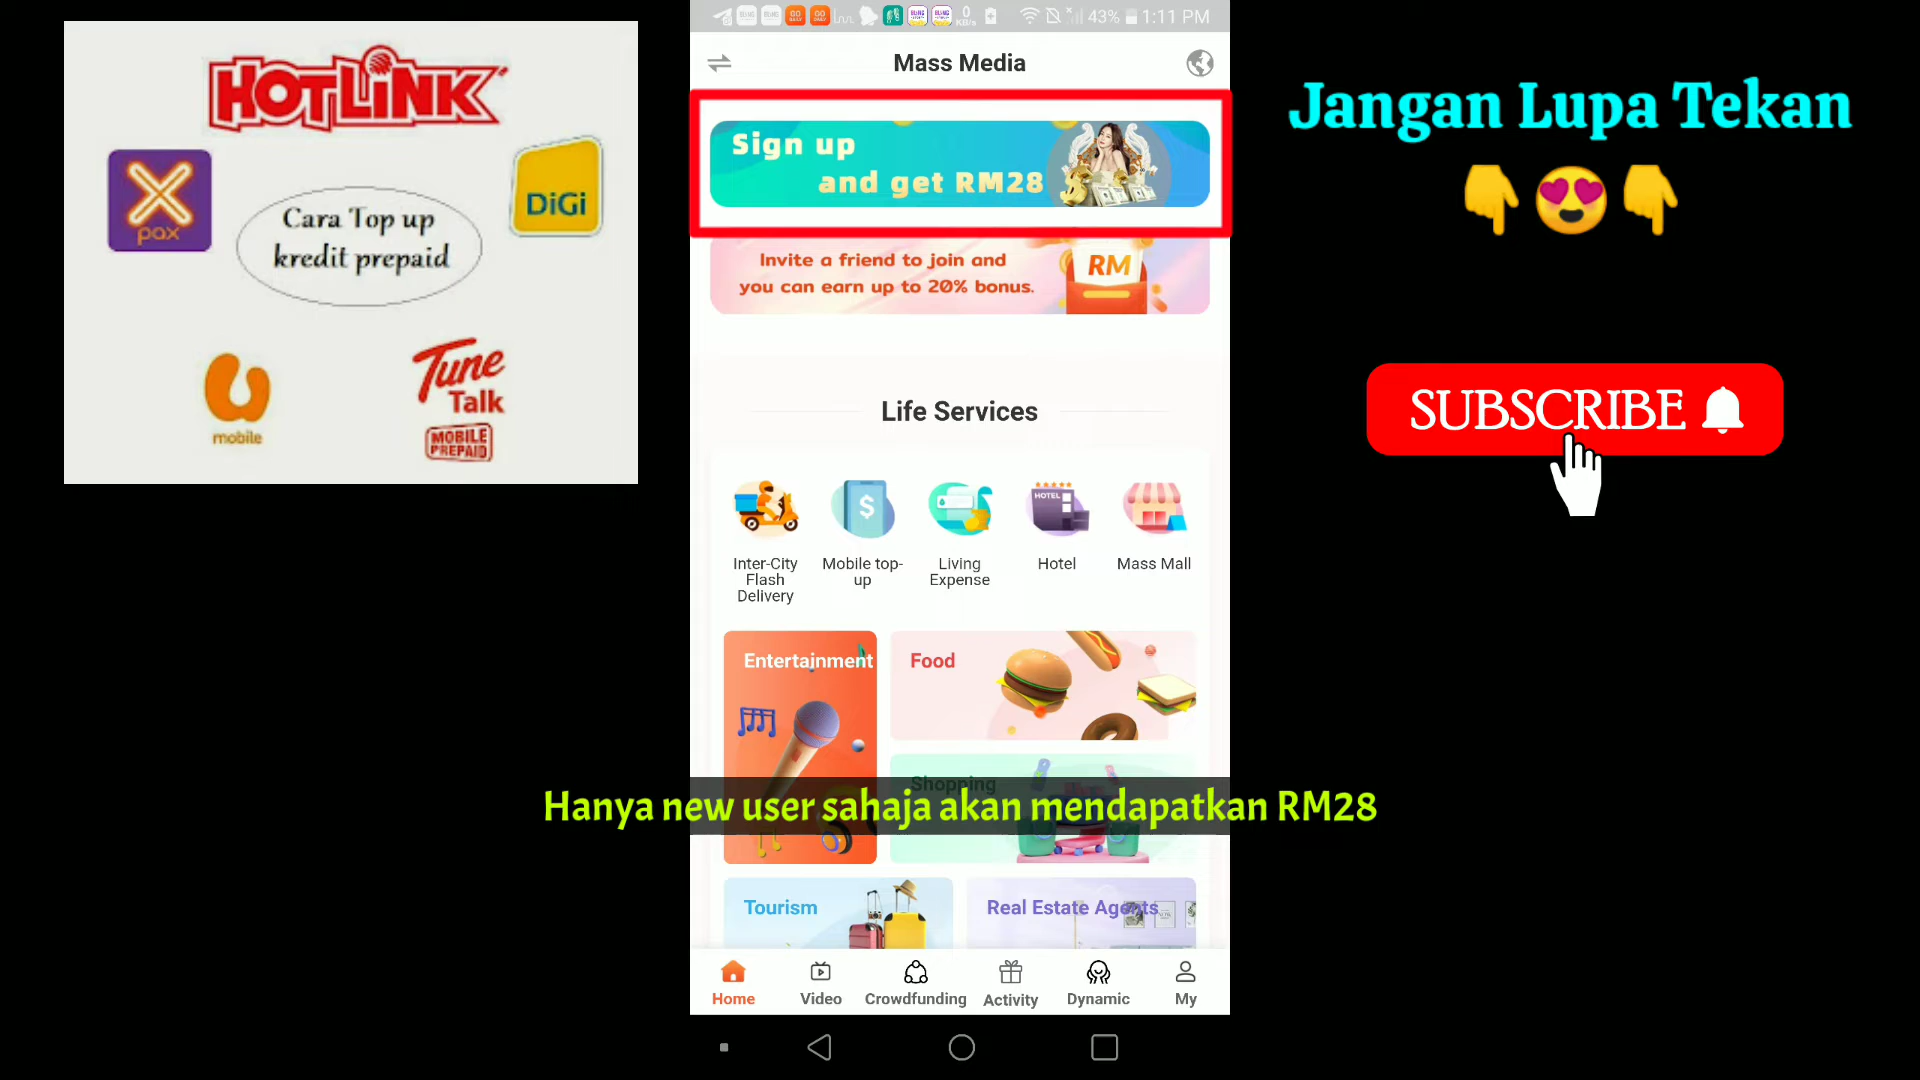 HOTLINK
X
pax
DiGi
Cara Top up
kredit prepaid
mobile
Tune
Talk
MOBILE
PREPAID
43% 1:11 PM
Mass Media
Sign up
and get RM28
Invite a friend to join and
you can earn up to 20% bonus.
RM
Life Services
HOTEL
Inter-City
Flash
Delivery
Mobile top-
up
Living
Expense
Hotel
Mass Mall
Entertainment
Food
Shopping
Hanya new user sahaja akan mendapatkan RM28
Tourism
Real Estate Agents
Home
Video
Crowdfunding
Activity
Dynamic
My
Jangan Lupa Tekan
SUBSCRIBE